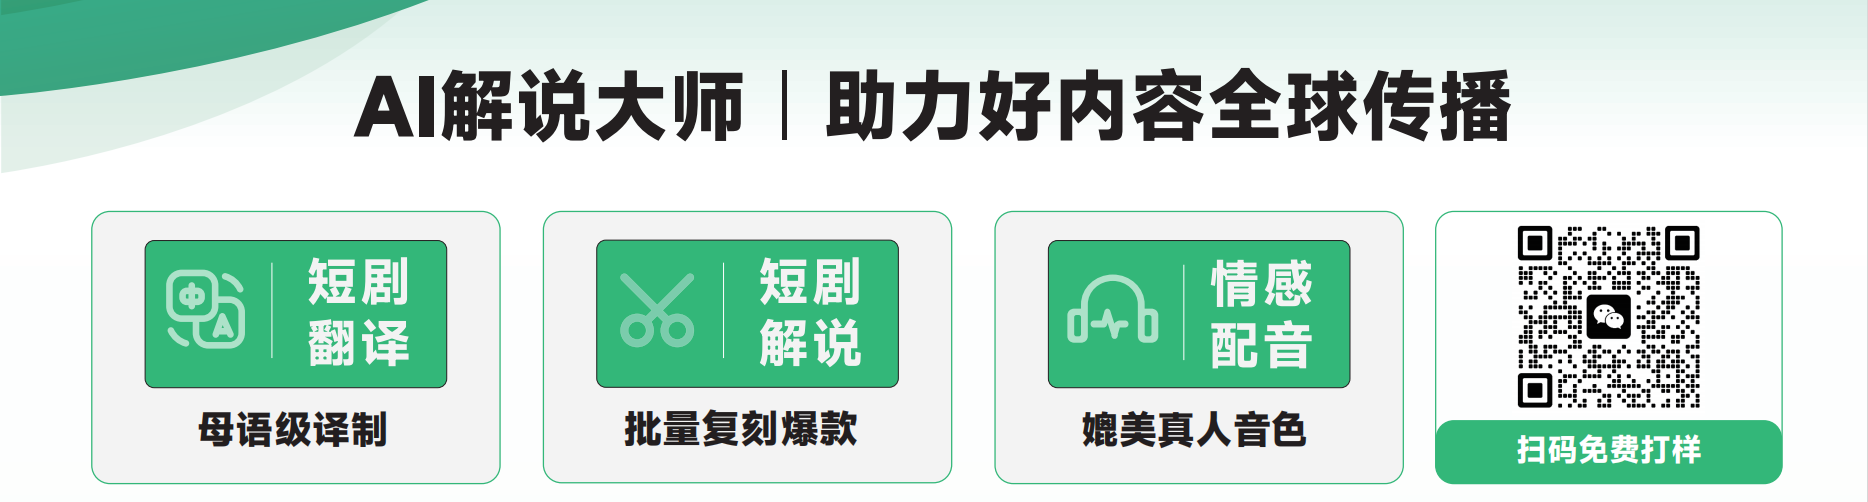 AI解说大师｜助力好内容全球传播
短剧
翻译
母语级译制
短剧
解说
批量复刻爆款
情感
配音
媲美真人音色
扫码免费打样